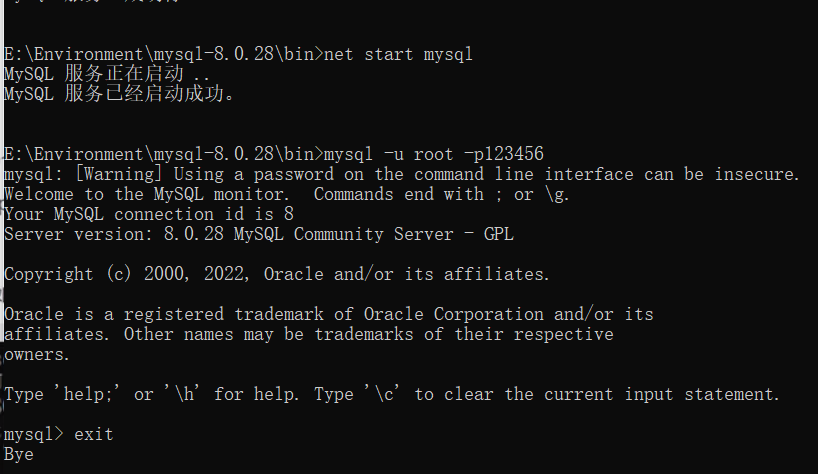 E:\Environment\mysql-8.0.28\bin>net start mysql
MySQL 服务正在启动 ..
MySQL 服务已经启动成功。
E:\Environment\mysql-8.0.28\bin>mysql -u root -p123456
mysql: [Warning] Using a password on the command line interface can be insecure.
Welcome to the MySQL monitor.  Commands end with ; or \g.
Your MySQL connection id is 8
Server version: 8.0.28 MySQL Community Server - GPL
Copyright (c) 2000, 2022, Oracle and/or its affiliates.
Oracle is a registered trademark of Oracle Corporation and/or its
affiliates. Other names may be trademarks of their respective
owners.
Type 'help;' or '\h' for help. Type '\c' to clear the current input statement.
mysql> exit
Bye